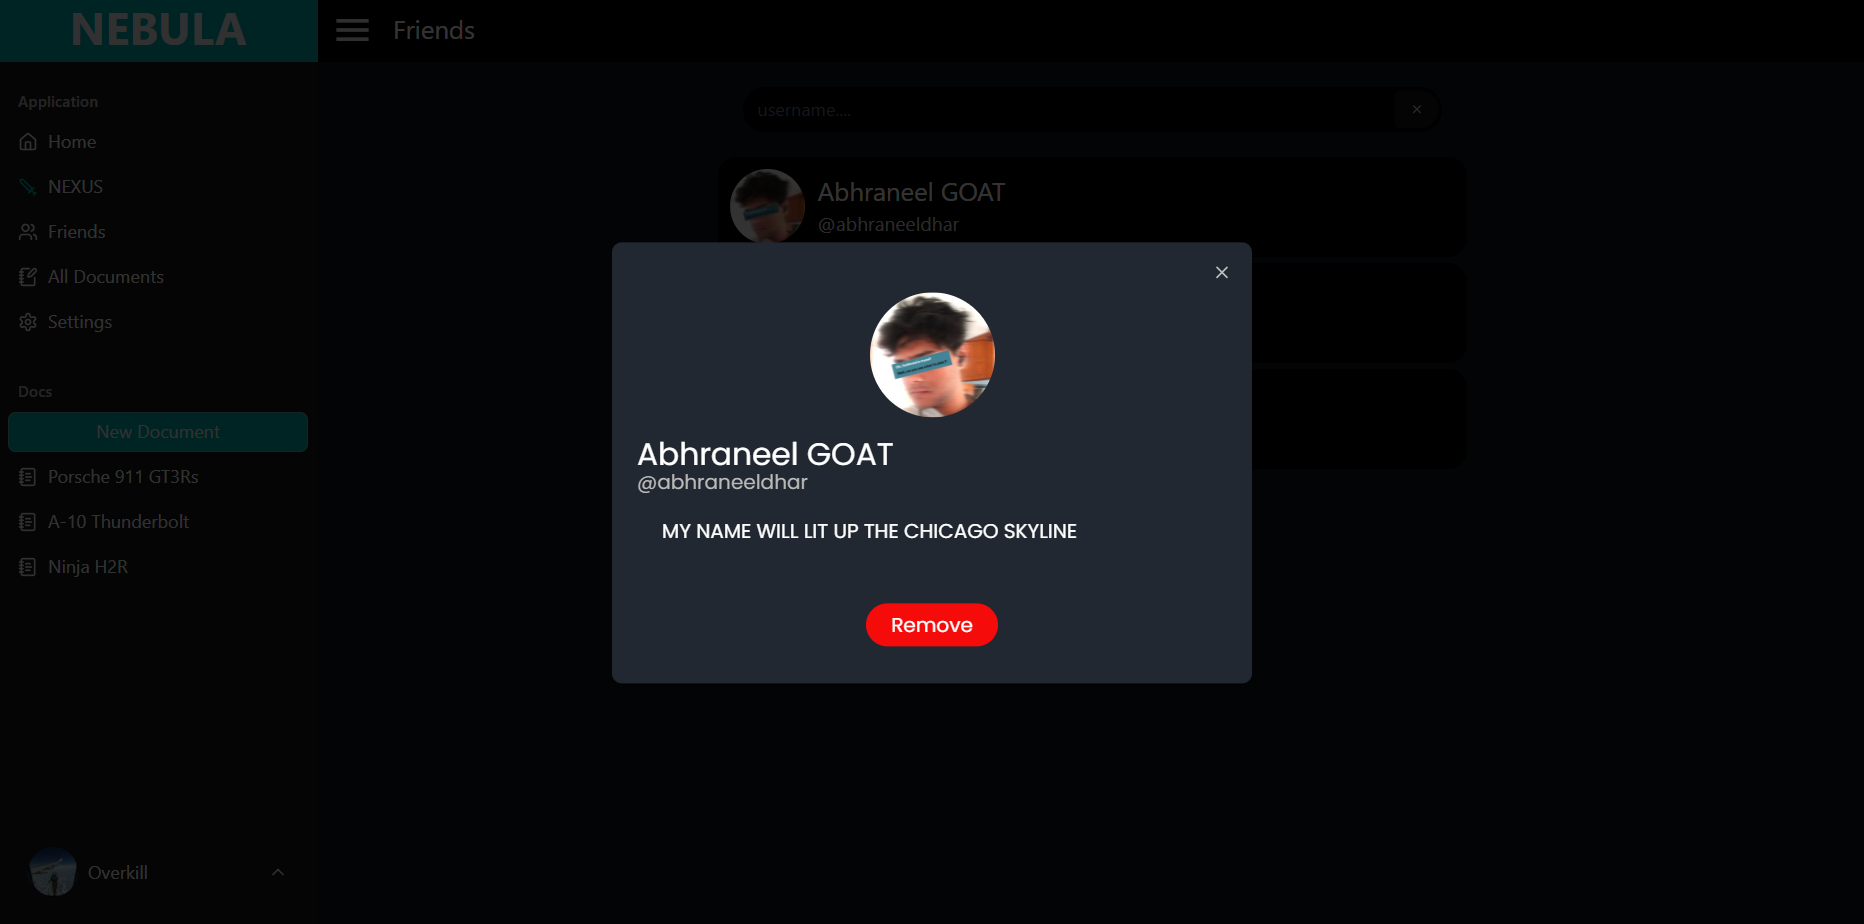 NEBULA
Friends
Application
Home
NEXUS
Friends
All Documents
Settings
Docs
New Document
Porsche 911 GT3Rs
A-10 Thunderbolt
Ninja H2R
Overkill
username....
Abhraneel GOAT
@abhraneeldhar
Abhraneel GOAT
@abhraneeldhar
MY NAME WILL LIT UP THE CHICAGO SKYLINE
Remove